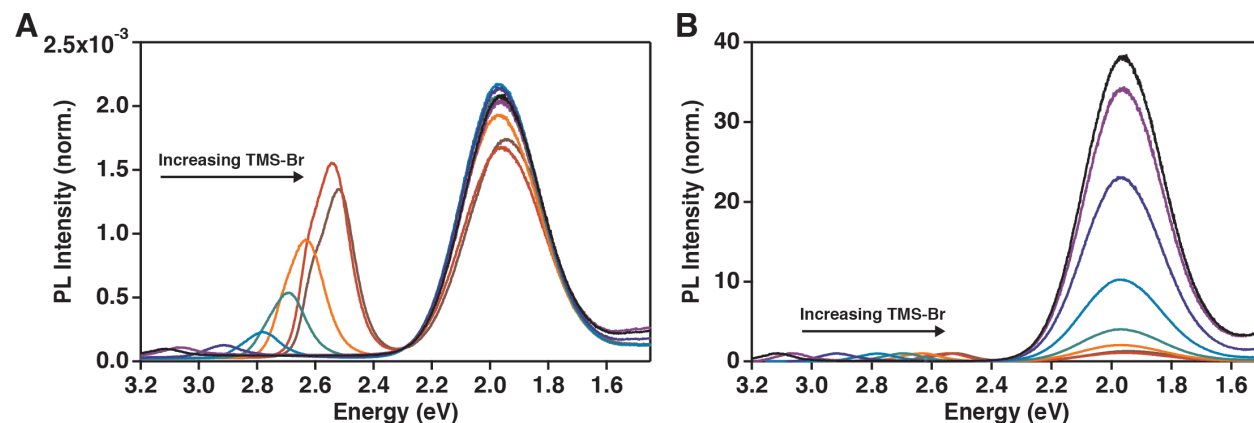 A
2.5x10-3
2.0
1.5
1.0
0.5
0.0
PL Intensity (norm.)
Increasing TMS-Br
3.2 3.0 2.8 2.6 2.4 2.2 2.0 1.8 1.6
Energy (eV)
B
40
30
20
10
0
PL Intensity (norm.)
Increasing TMS-Br
3.2 3.0 2.8 2.6 2.4 2.2 2.0 1.8 1.6
Energy (eV)